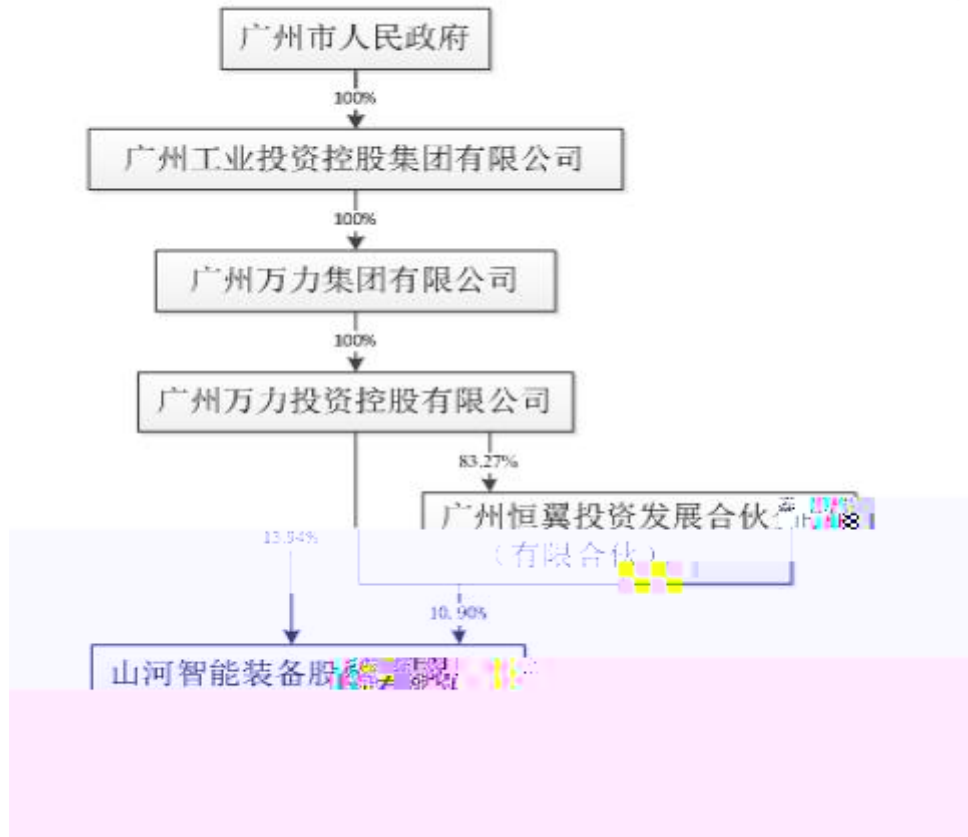 广州市人民政府
100%
广州工业投资控股集团有限公司
100%
广州万力集团有限公司
100%
广州万力投资控股有限公司
83.27%
广州恒翼投资发展合伙
（有限合伙）
13.94%
10.90%
山河智能装备股